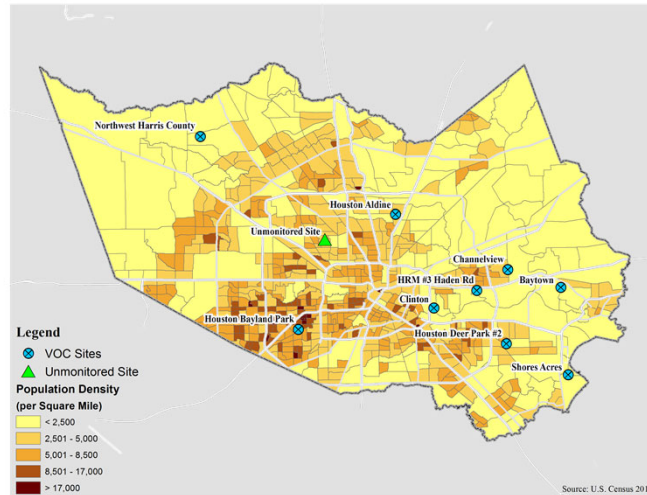 Northwest Harris County
Houston Aldine
Unmonitored Site
Channelview
HRM #3 Haden Rd
Baytown
Clinton
Houston Bayland Park
Houston Deer Park #2
Shores Acres
Legend
VOC Sites
Unmonitored Site
Population Density
(per Square Mile)
< 2,500
2,501 - 5,000
5,001 - 8,500
8,501 - 17,000
> 17,000
Source: U.S. Census 201